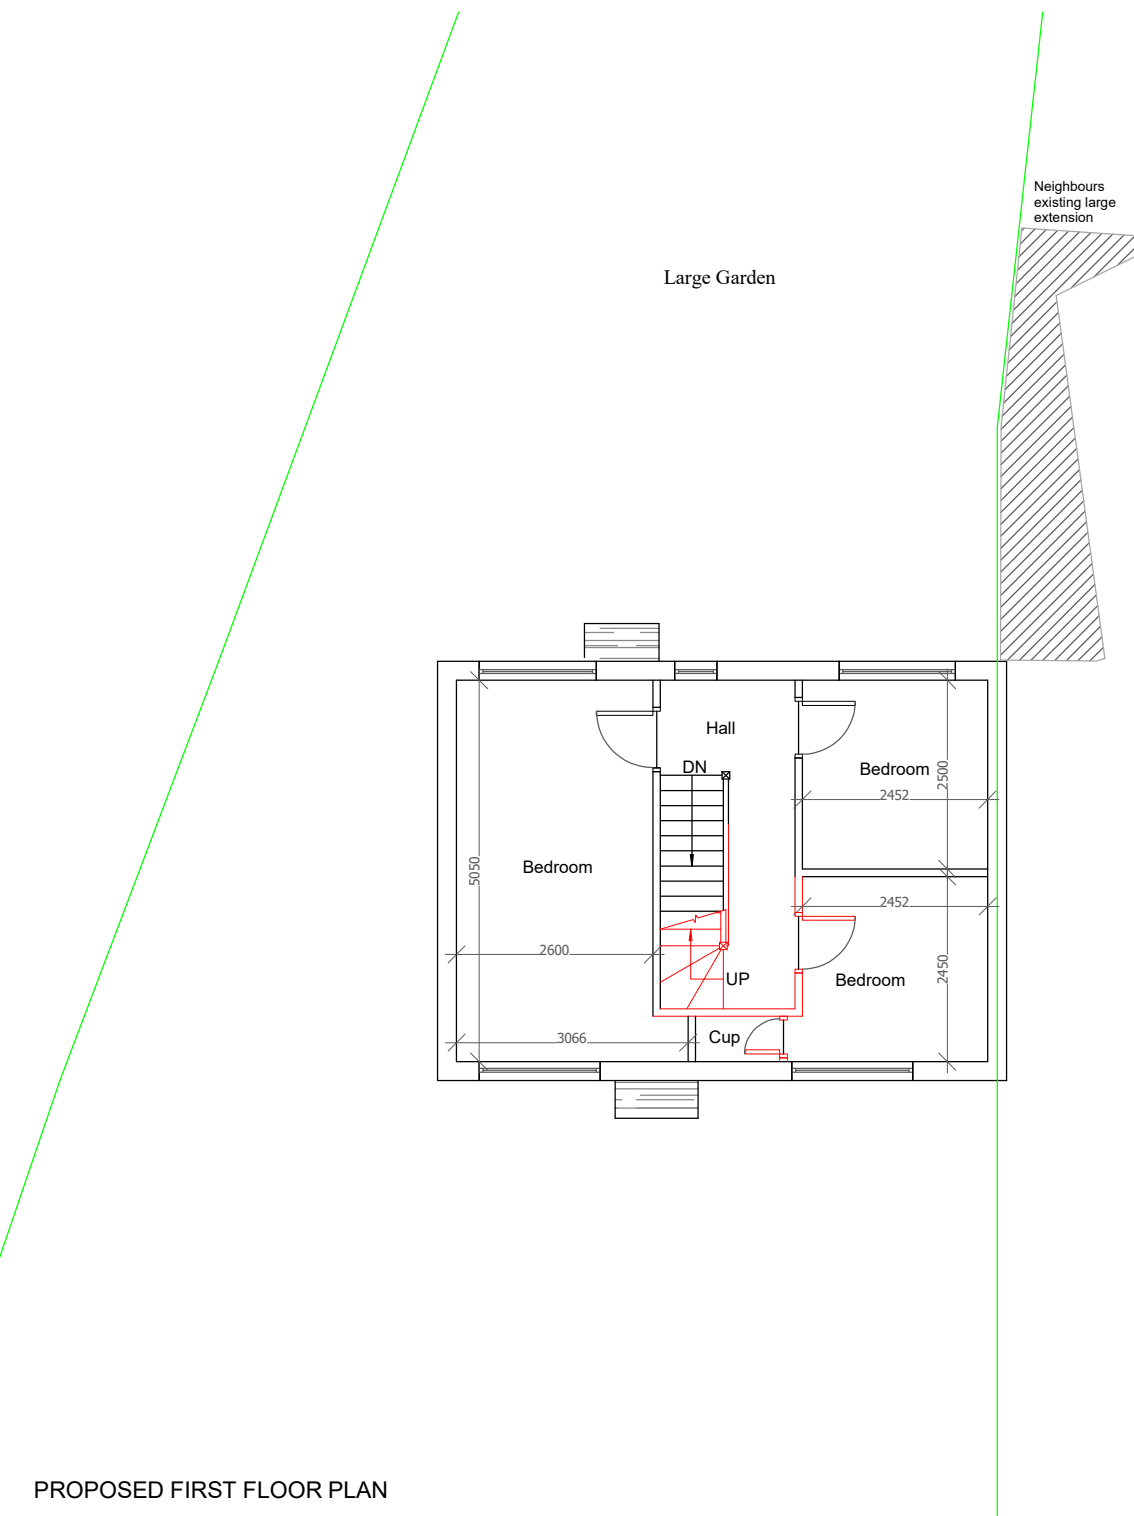 Neighbours
existing large
extension
Large Garden
Hall
DN
Bedroom
2500
2452
Bedroom
5050
2452
2600
UP
Bedroom
2450
3066
Cup
PROPOSED FIRST FLOOR PLAN